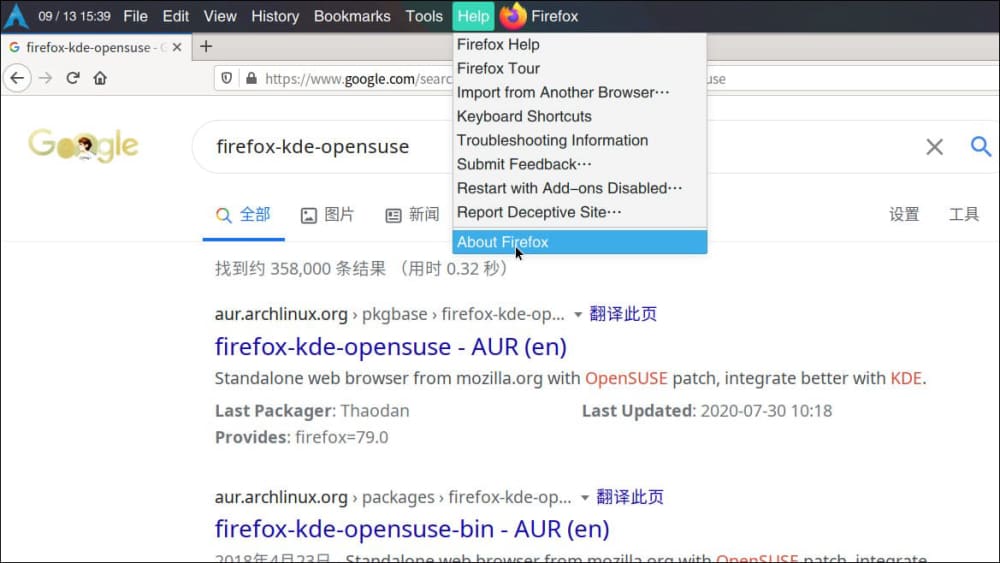 09 / 13 15:39 File Edit View History Bookmarks Tools Help Firefox
firefox-kde-opensuse - G
Firefox Help
Firefox Tour
Import from Another Browser···
Keyboard Shortcuts
Troubleshooting Information
Submit Feedback···
Restart with Add–ons Disabled···
Report Deceptive Site···
About Firefox
https://www.google.com/searc use
Google
firefox-kde-opensuse
全部 图片 新闻 设置 工具
找到约 358,000 条结果 （用时 0.32 秒）
aur.archlinux.org › pkgbase › firefox-kde-op... 翻译此页
firefox-kde-opensuse - AUR (en)
Standalone web browser from mozilla.org with OpenSUSE patch, integrate better with KDE.
Last Packager: Thaodan Last Updated: 2020-07-30 10:18
Provides: firefox=79.0
aur.archlinux.org › packages › firefox-kde-op... 翻译此页
firefox-kde-opensuse-bin - AUR (en)
2018年4月23日 - Standalone web browser from mozilla.org with OpenSUSE patch, integrate